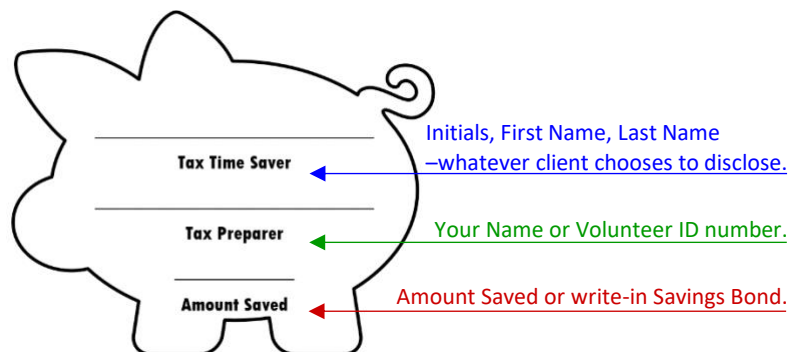 Initials, First Name, Last Name
Tax Time Saver
–whatever client chooses to disclose.
Tax Preparer
Your Name or Volunteer ID number.
Amount Saved
Amount Saved or write-in Savings Bond.